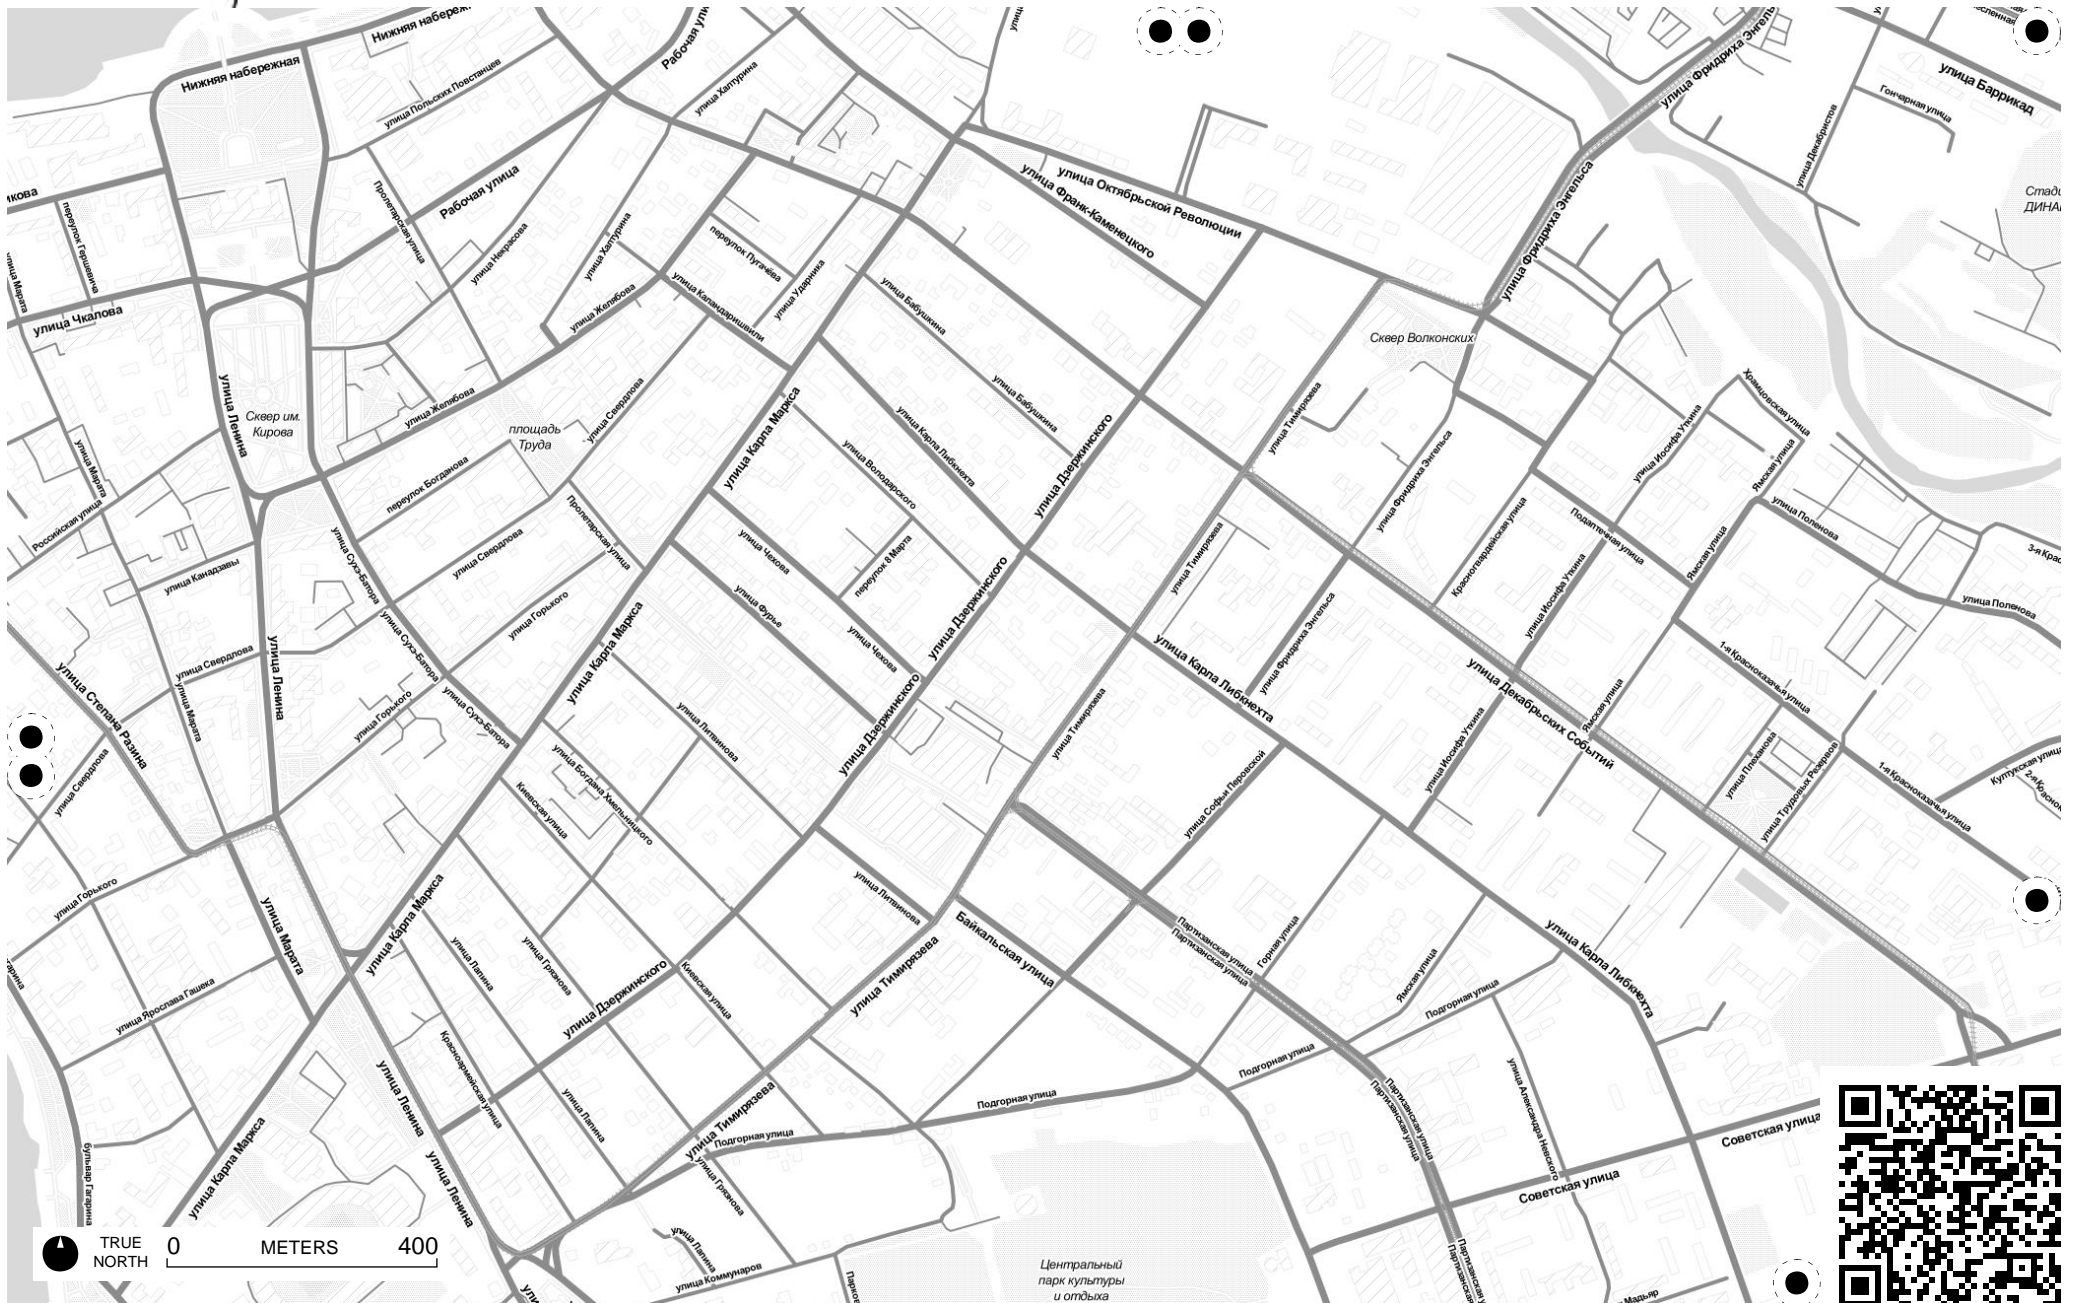 Нижняя набережная
Рабочая
улица Халтурина
улица Польских Повстанцев
Рабочая улица
Пролетарская улица
улица Некрасова
улица Халтурина
переулок Гершевича
улица Марата
улица Чкалова
улица Желябова
переулок Пугачёва
улица Ударника
улица Каландаришвили
улица Октябрьской Революции
улица Франк-Каменецкого
улица Фридриха Энгельса
улица Баррикад
Гончарная улица
улица Декабристов
улица Фридриха Энгельса
Сквер Волконских
улица Бабушкина
улица Бабушкина
улица Ленина
Сквер им.
Кирова
улица Желябова
площадь
Труда
улица Свердлова
улица Карла Маркса
улица Володарского
улица Карла Либкнехта
улица Дзержинского
улица Тимирязева
улица Фридриха Энгельса
улица Иосифа Уткина
Храмцовская улица
Ямская улица
улица Поленова
улица Марата
Российская улица
переулок Богданова
улица Свердлова
Пролетарская улица
улица Сухэ-Батора
улица Канадзавы
улица Чехова
переулок 8 Марта
улица Фурье
улица Чехова
улица Дзержинского
улица Тимирязева
Красногвардейская улица
Подаптечная улица
Ямская улица
улица Иосифа Уткина
улица Поленова
улица Горького
улица Сухэ-Батора
улица Карла Маркса
улица Ленина
улица Свердлова
улица Марата
улица Степана Разина
улица Свердлова
улица Горького
улица Сухэ-Батора
улица Литвинова
улица Дзержинского
улица Тимирязева
улица Карла Либкнехта
улица Фридриха Энгельса
улица Декабрьских Событий
Ямская улица
1-я Красноказачья улица
улица Иосифа Уткина
улица Плеханова
улица Трудовых Резервов
1-я Красноказачья улица
Култукская улица
улица Богдана Хмельницкого
Киевская улица
улица Софьи Перовской
улица Горького
улица Марата
улица Карла Маркса
улица Лапина
улица Грязнова
улица Дзержинского
Киевская улица
улица Литвинова
улица Тимирязева
Байкальская улица
Партизанская улица
Партизанская улица
Горная улица
Ямская улица
Подгорная улица
улица Карла Либкнехта
улица Ярослава Гашека
Красноармейская улица
улица Ленина
улица Лапина
улица Тимирязева
Подгорная улица
Подгорная улица
Подгорная улица
Партизанская улица
Партизанская улица
улица Александра Невского
Советская улица
Советская улица
бульвар Гагарина
улица Карла Маркса
улица Ленина
улица Грязнова
улица Лапина
улица Коммунаров
Центральный
парк культуры
и отдыха
TRUE
NORTH
0 METERS 400